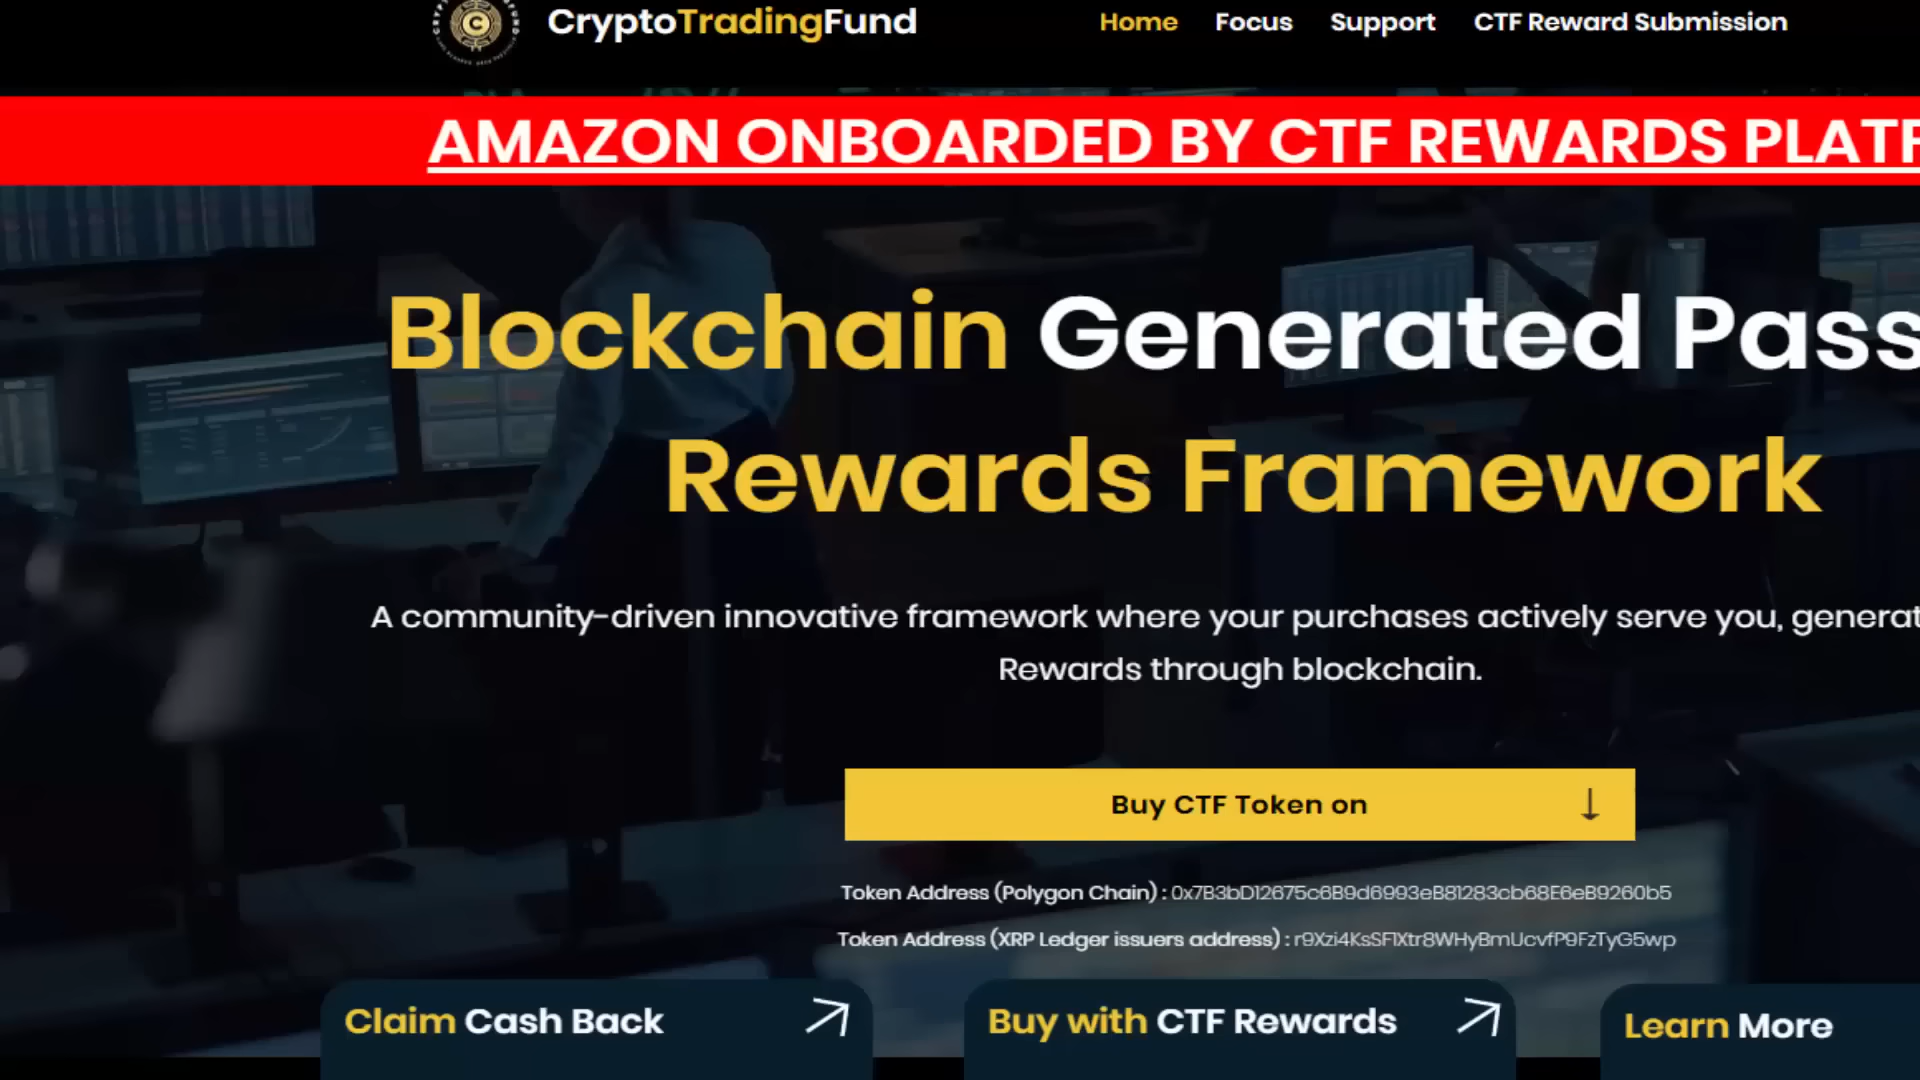 CryptoTradingFund
Home Focus Support CTF Reward Submission
AMAZON ONBOARDED BY CTF REWARDS PLATF
Blockchain Generated Pass
Rewards Framework
A community-driven innovative framework where your purchases actively serve you, generat
Rewards through blockchain.
Buy CTF Token on
Token Address (Polygon Chain) : 0x7B3bD12675c6B9d6993eB81283cb68E6eB9260b5
Token Address (XRP Ledger issuers address) : r9Xzi4KsSF1Xtr8WHyBmUcvfP9FzTyG5wp
Claim Cash Back
Buy with CTF Rewards
Learn More